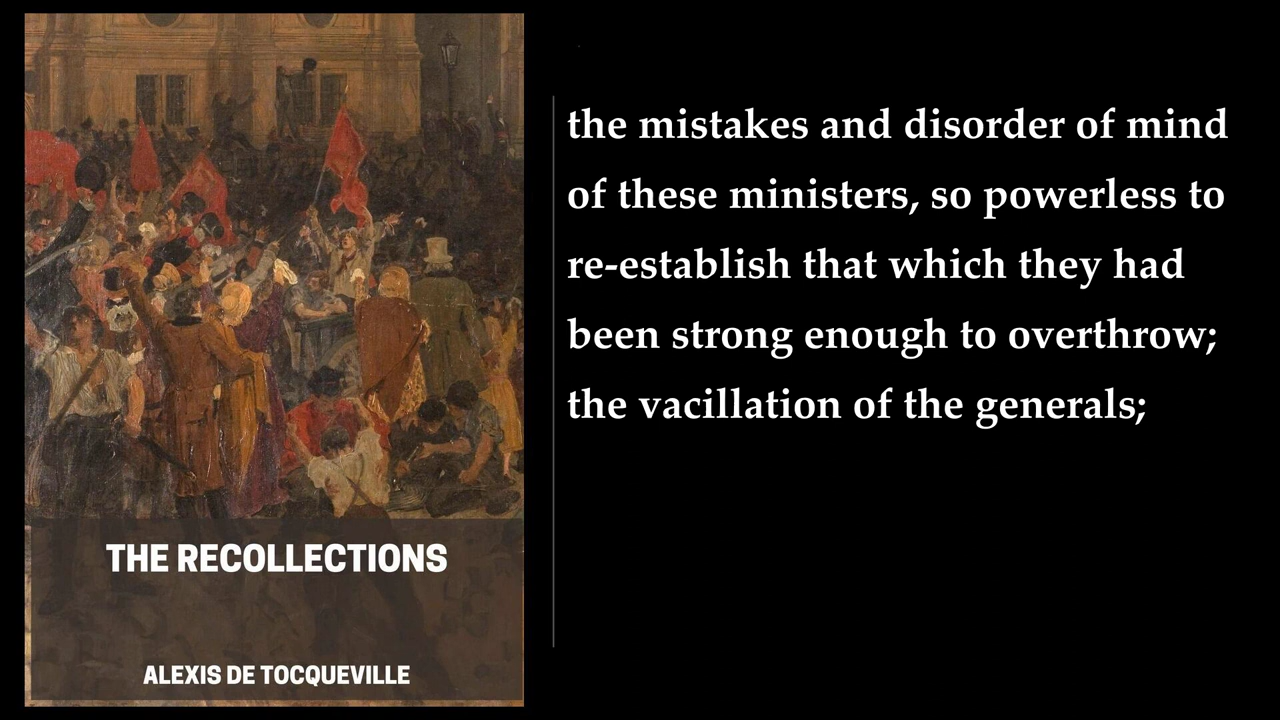 THE RECOLLECTIONS
ALEXIS DE TOCQUEVILLE
the mistakes and disorder of mind
of these ministers, so powerless to
re-establish that which they had
been strong enough to overthrow;
the vacillation of the generals;